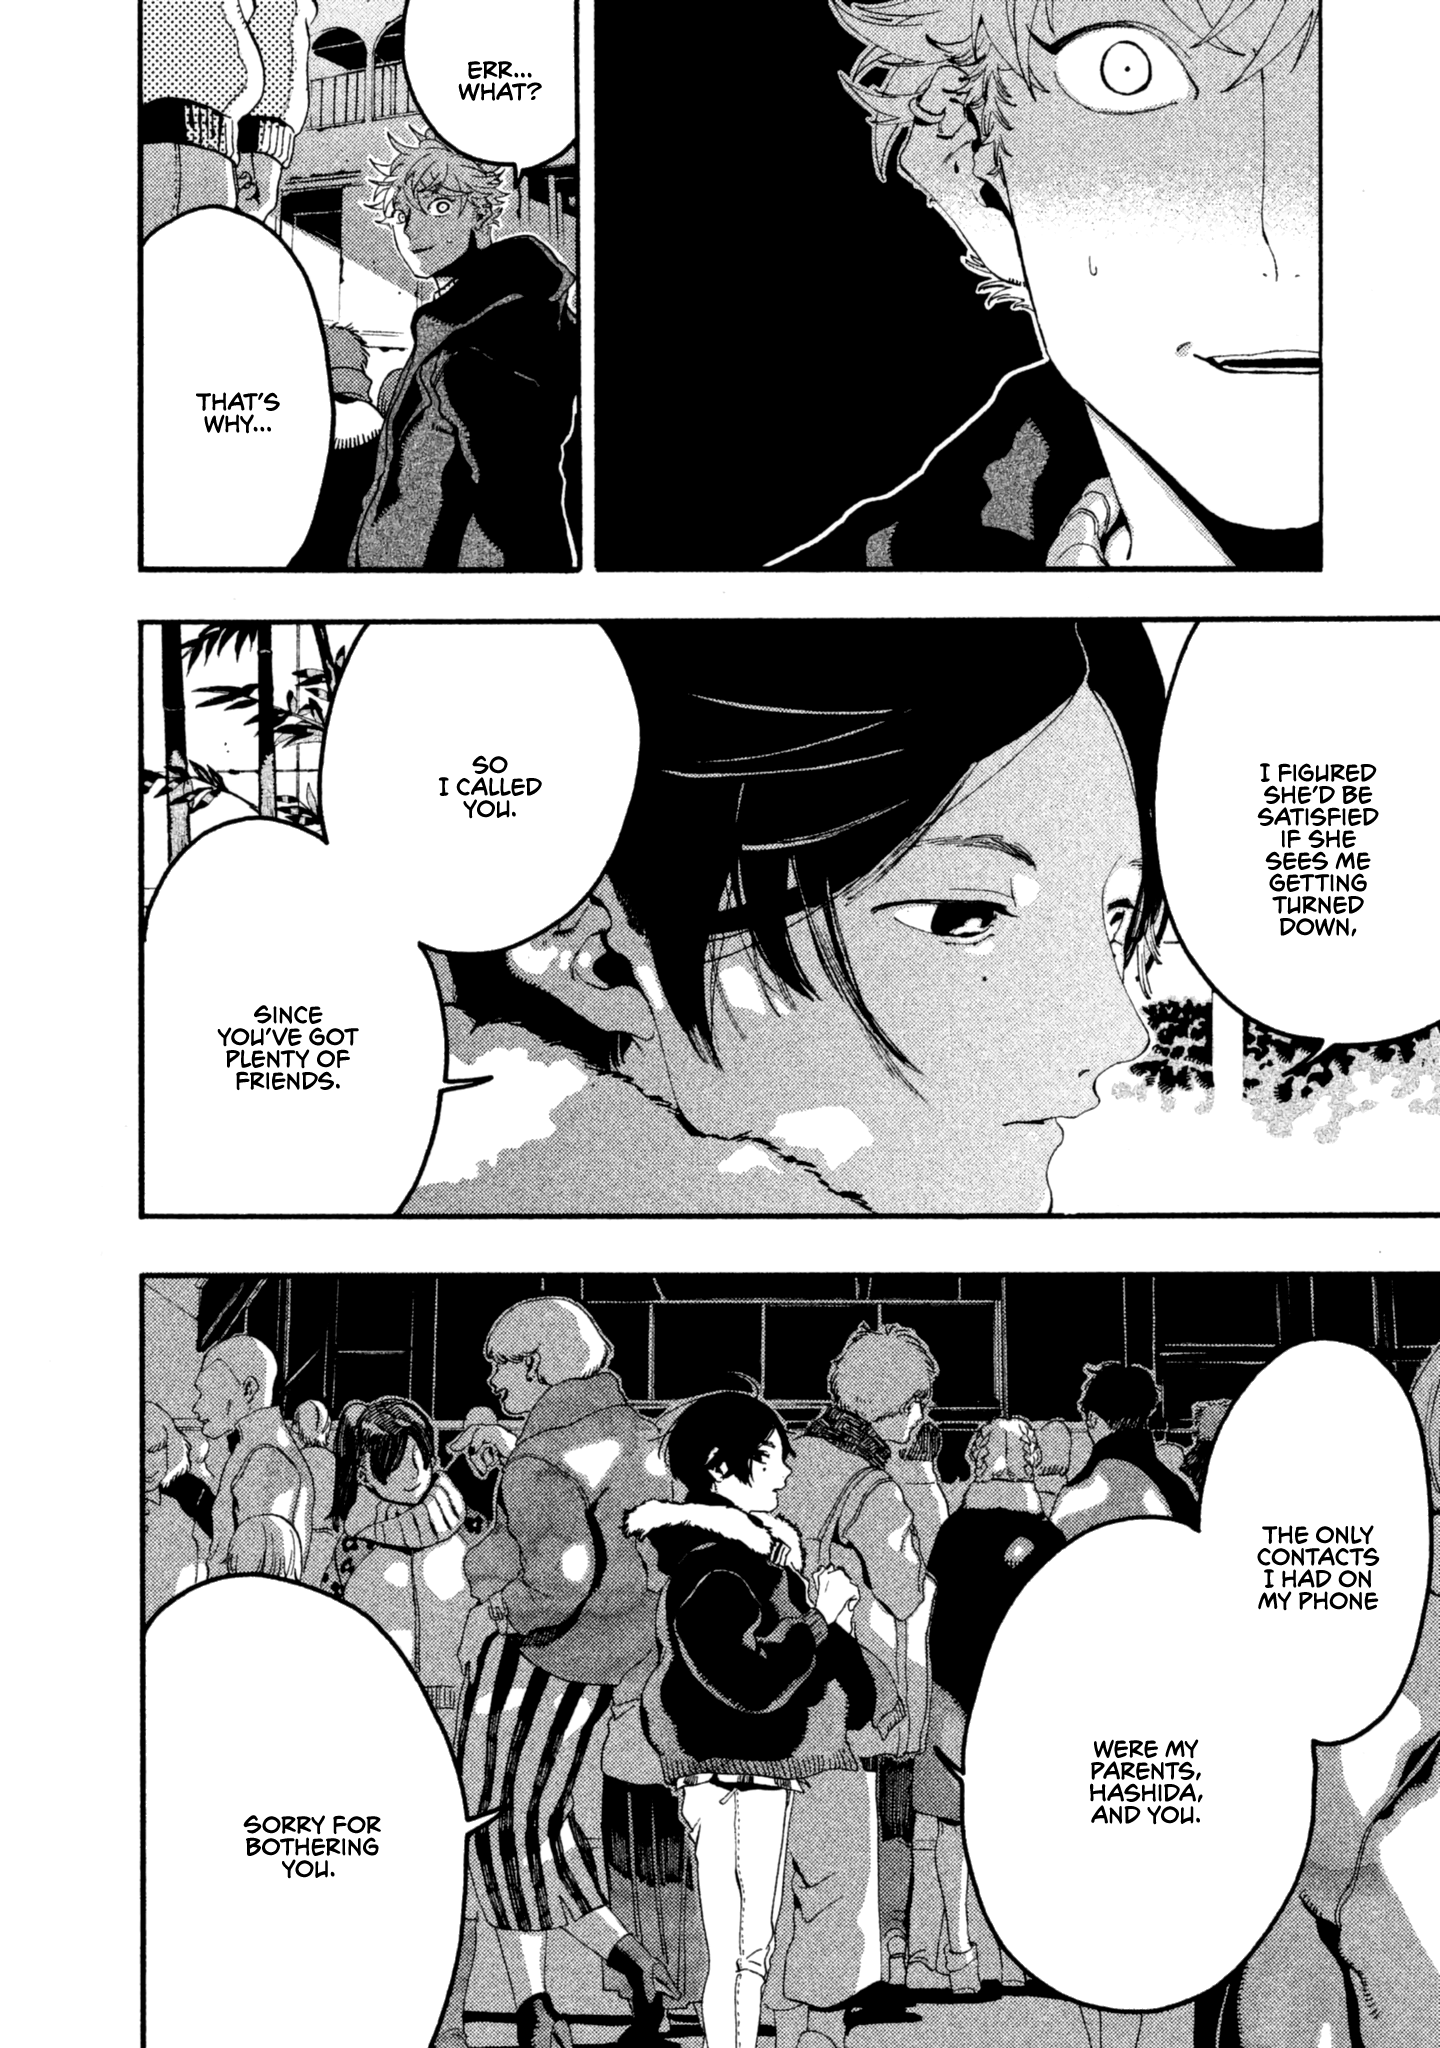 ERR...
WHAT?
THAT'S
WHY...
I FIGURED
SHE'D BE
SATISFIED
IF SHE
SEES ME
GETTING
TURNED
DOWN,
SO
I CALLED
YOU.
SINCE
YOU'VE GOT
PLENTY OF
FRIENDS.
THE ONLY
CONTACTS
I HAD ON
MY PHONE
WERE MY
PARENTS,
HASHIDA,
AND YOU.
SORRY FOR
BOTHERING
YOU.